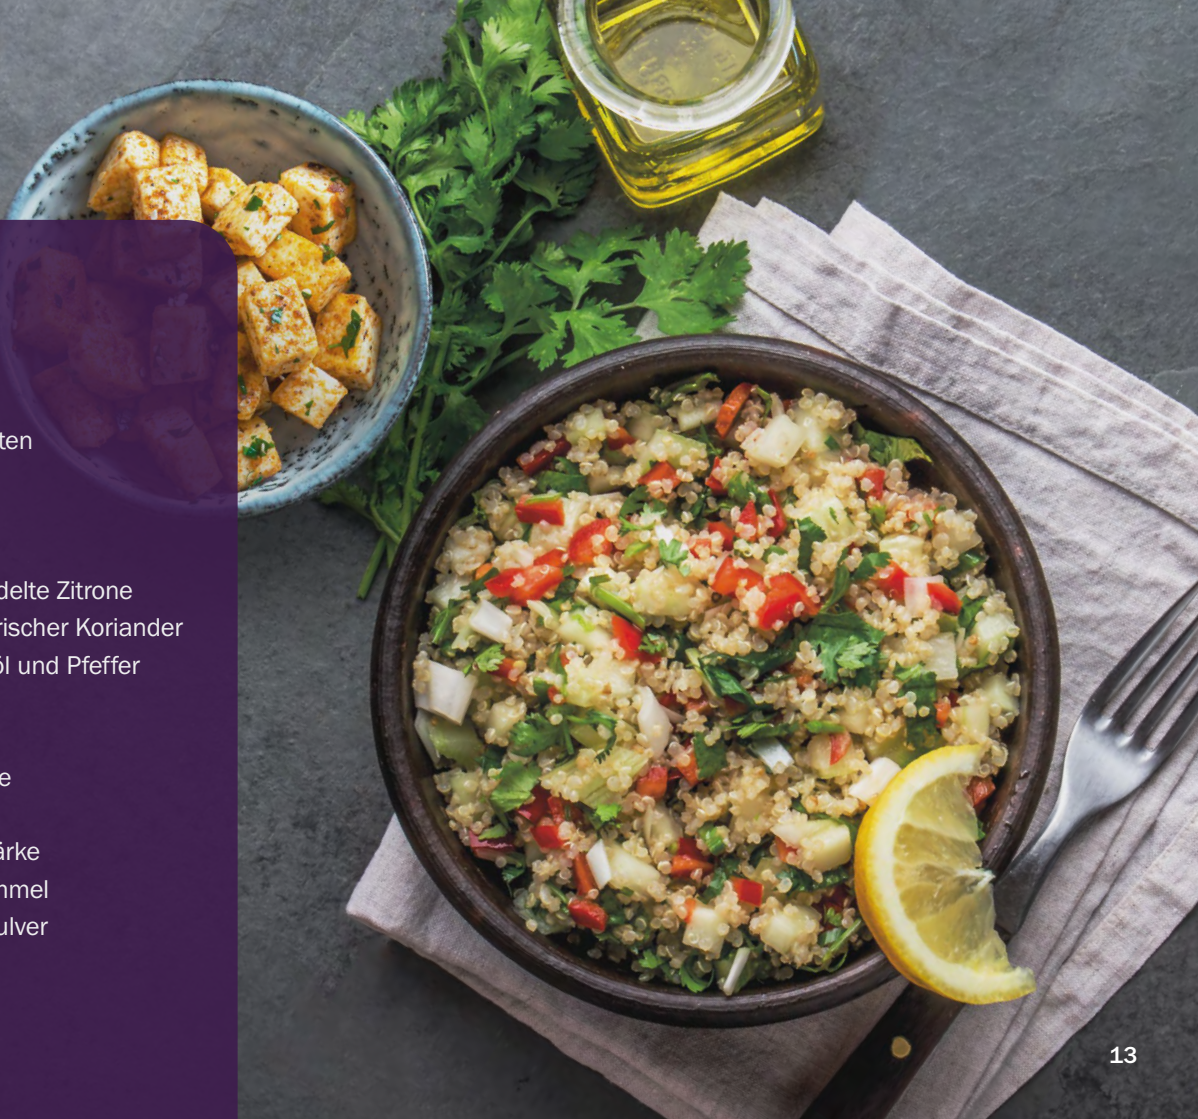 ten
delte Zitrone
rischer Koriander
öl und Pfeffer
e
ärke
nmel
ulver
13